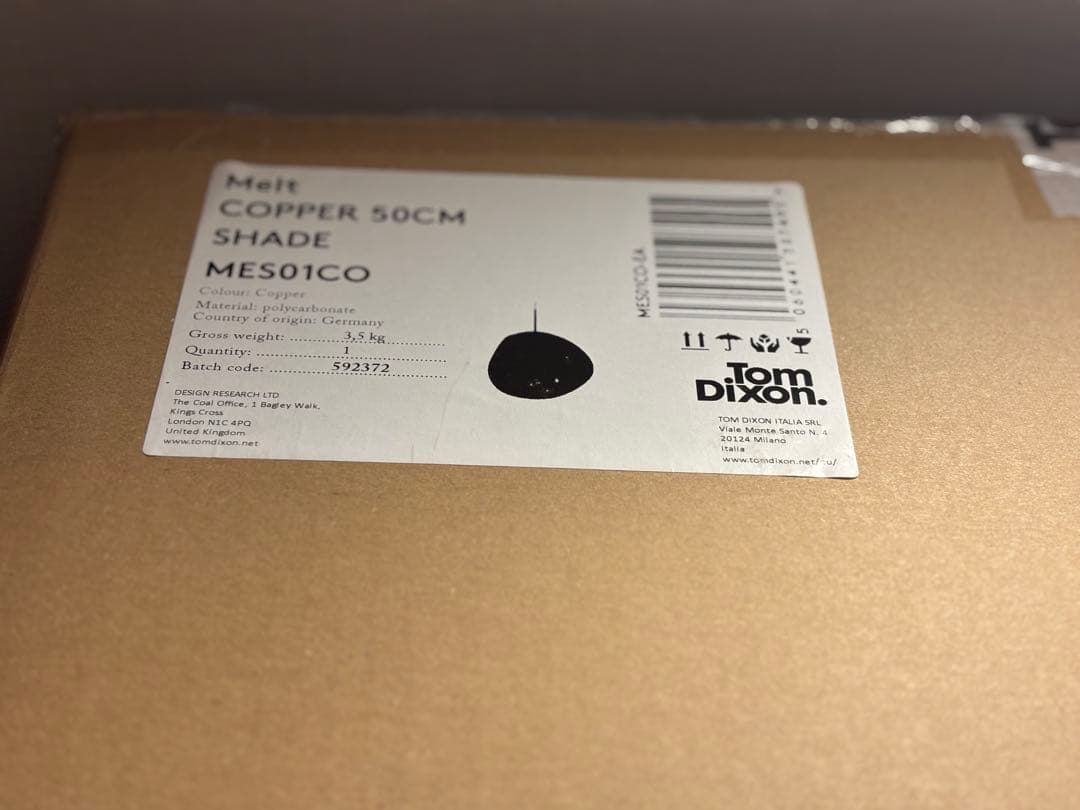 Melt
COPPER 50CM
SHADE
MES01CO
Colour: Copper
Material: polycarbonate
Country of origin: Germany
Gross weight: ........ 3,5 kg
Quantity: ........ 1
Batch code: ........ 592372
DESIGN RESEARCH LTD
The Coal Office, 1 Bagley Walk,
Kings Cross
London N1C 4PQ
United Kingdom
www.tomdixon.net
MES01CO-EA
5
Tom
Dixon.
TOM DIXON ITALIA SRL
Viale Monte Santo N. 4
20124 Milano
Italia
www.tomdixon.net/eu/